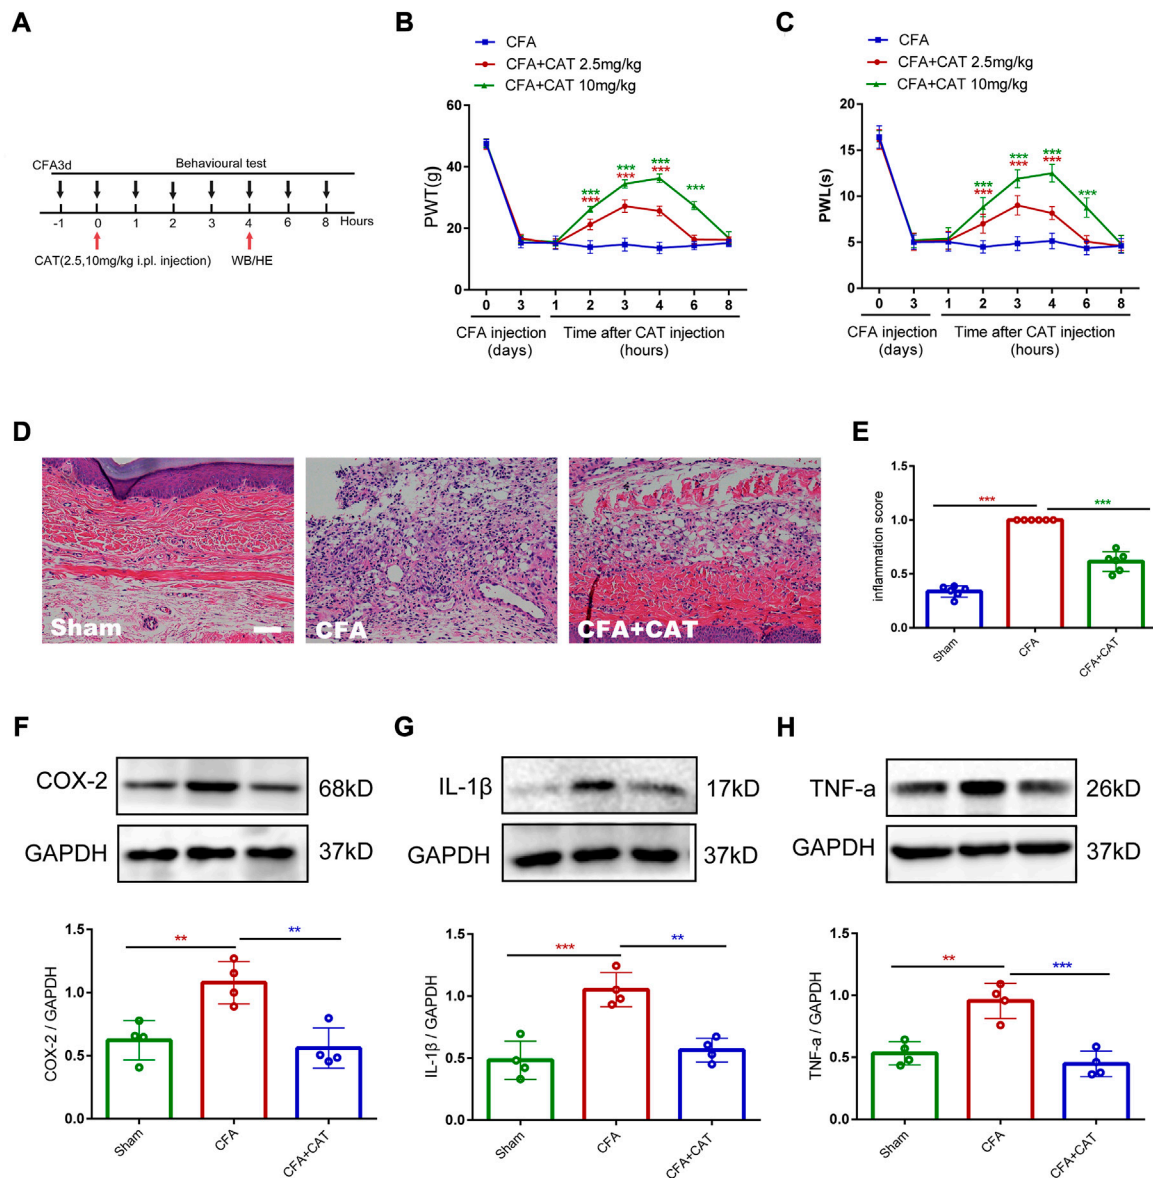 A
CFA3d
Behavioural test
-1 0 1 2 3 4 6 8 Hours
CAT(2.5,10mg/kg i.pl. injection)
WB/HE
B
CFA
CFA+CAT 2.5mg/kg
CFA+CAT 10mg/kg
PWT(g)
60
40
20
0
*** *** *** ***
*** *** ***
0 3 1 2 3 4 6 8
CFA injection
(days)
Time after CAT injection
(hours)
C
CFA
CFA+CAT 2.5mg/kg
CFA+CAT 10mg/kg
PWL(s)
20
15
10
5
0
*** *** *** ***
*** *** ***
0 3 1 2 3 4 6 8
CFA injection
(days)
Time after CAT injection
(hours)
D
Sham
CFA
CFA+CAT
E
inflammation score
1.5
1.0
0.5
0.0
*** ***
Sham
CFA
CFA+CAT
F
COX-2
68kD
GAPDH
37kD
COX-2 / GAPDH
1.5
1.0
0.5
0.0
** **
Sham
CFA
CFA+CAT
G
IL-1β
17kD
GAPDH
37kD
IL-1β / GAPDH
1.5
1.0
0.5
0.0
*** **
Sham
CFA
CFA+CAT
H
TNF-a
26kD
GAPDH
37kD
TNF-a / GAPDH
1.5
1.0
0.5
0.0
** ***
Sham
CFA
CFA+CAT